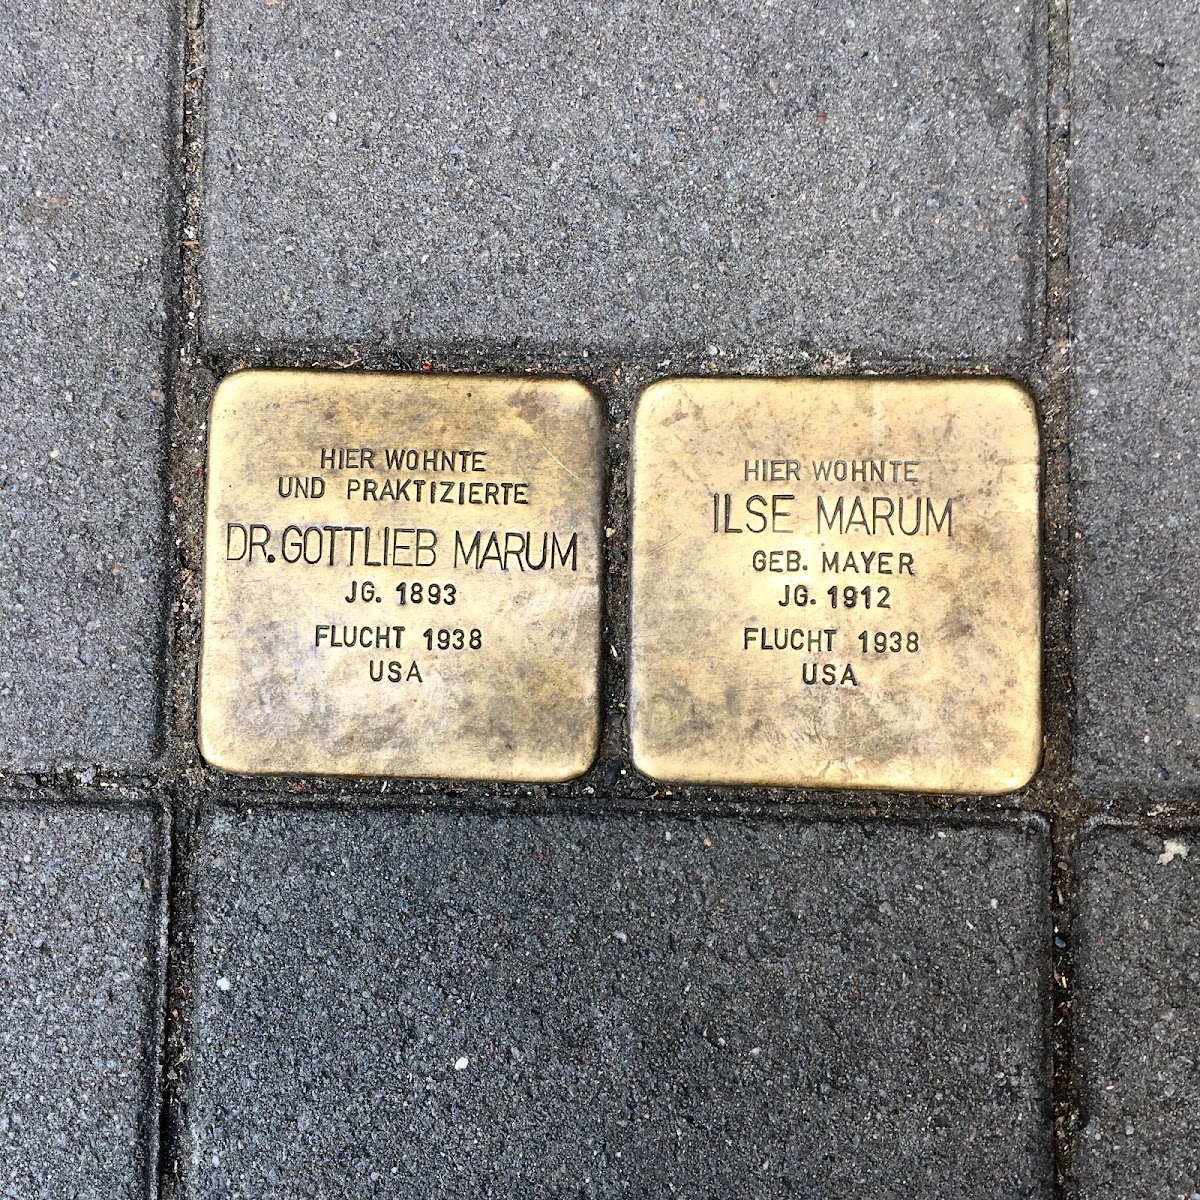 HIER WOHNTE
UND PRAKTIZIERTE
DR. GOTTLIEB MARUM
JG. 1893
FLUCHT 1938
USA
HIER WOHNTE
ILSE MARUM
GEB. MAYER
JG. 1912
FLUCHT 1938
USA